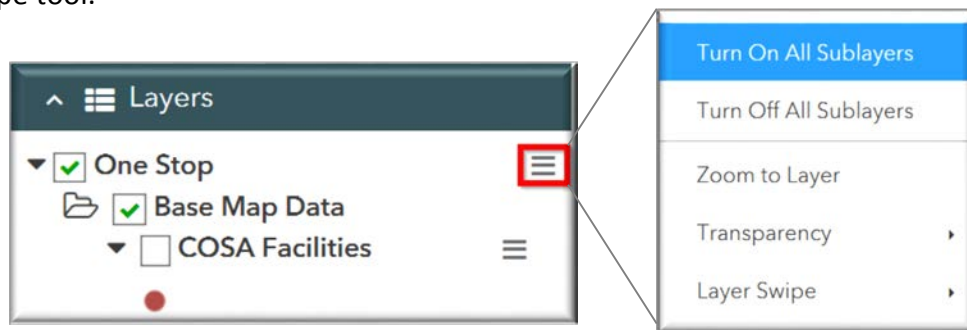 tool.
Layers
One Stop
Base Map Data
COSA Facilities
Turn On All Sublayers
Turn Off All Sublayers
Zoom to Layer
Transparency
Layer Swipe